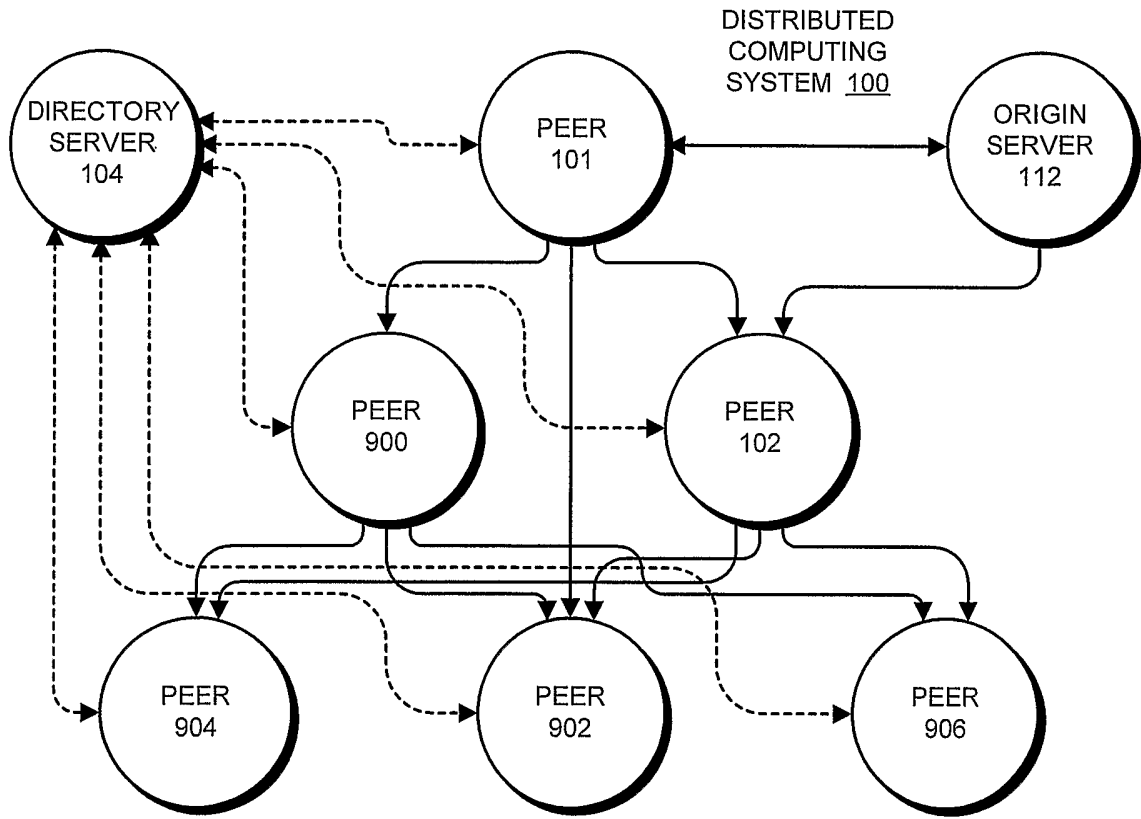 DISTRIBUTED
COMPUTING
SYSTEM 100
DIRECTORY
SERVER
104
PEER
101
ORIGIN
SERVER
112
PEER
900
PEER
102
PEER
904
PEER
902
PEER
906